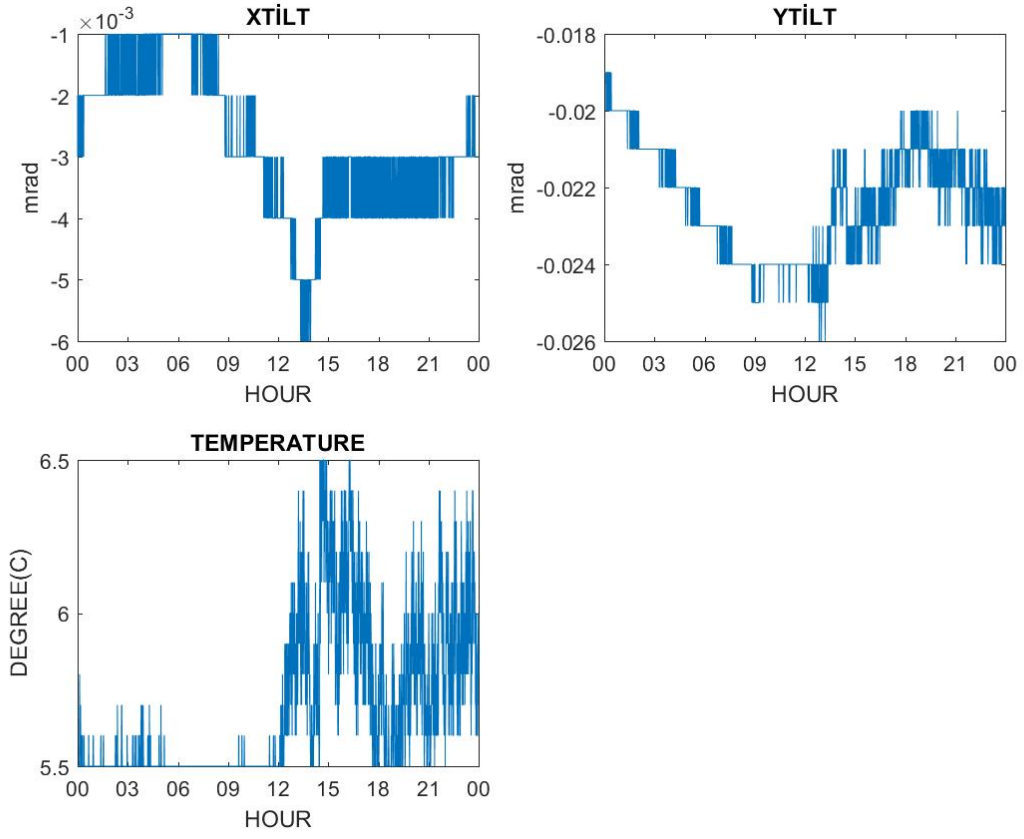 XTİLT
×10⁻³
-1
-2
-3
-4
-5
-6
mrad
00 03 06 09 12 15 18 21 00
HOUR
YTİLT
-0.018
-0.02
-0.022
-0.024
-0.026
mrad
00 03 06 09 12 15 18 21 00
HOUR
TEMPERATURE
6.5
6
5.5
DEGREE(C)
00 03 06 09 12 15 18 21 00
HOUR